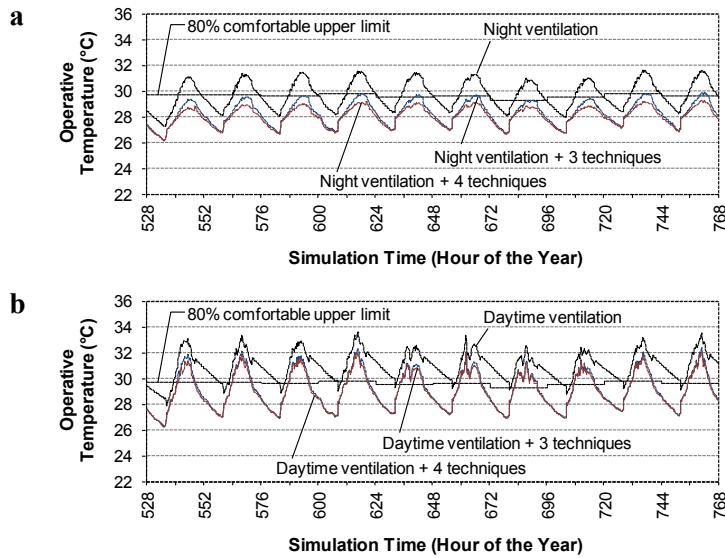 a
80% comfortable upper limit
Night ventilation
Operative
Temperature (°C)
36
34
32
30
28
26
24
22
Night ventilation + 3 techniques
Night ventilation + 4 techniques
528
552
576
600
624
648
672
696
720
744
768
Simulation Time (Hour of the Year)
b
80% comfortable upper limit
Daytime ventilation
Operative
Temperature (°C)
36
34
32
30
28
26
24
22
Daytime ventilation + 3 techniques
Daytime ventilation + 4 techniques
528
552
576
600
624
648
672
696
720
744
768
Simulation Time (Hour of the Year)